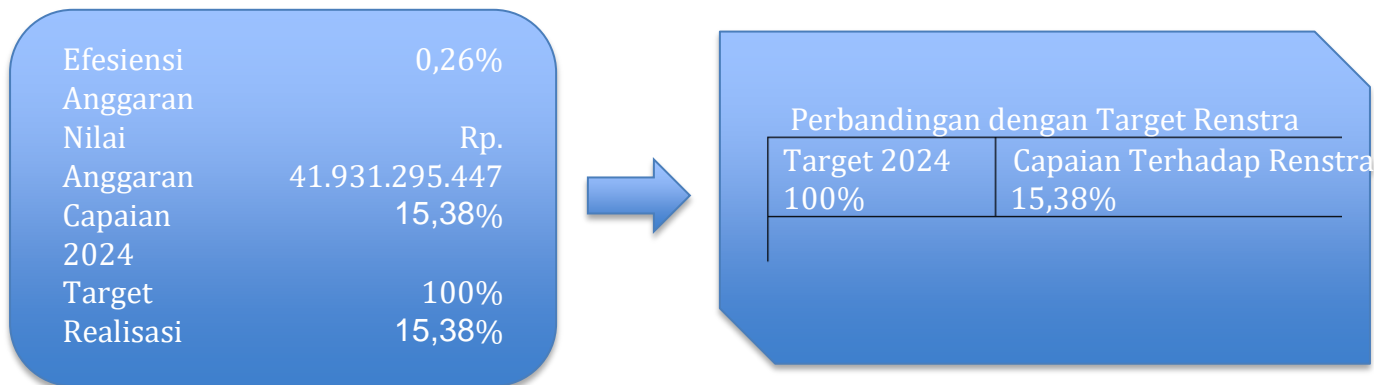 Efesiensi 0,26%
Anggaran
Nilai Rp.
Anggaran 41.931.295.447
Capaian 15,38%
2024
Target 100%
Realisasi 15,38%
Perbandingan dengan Target Renstra
Target 2024 Capaian Terhadap Renstra
100% 15,38%